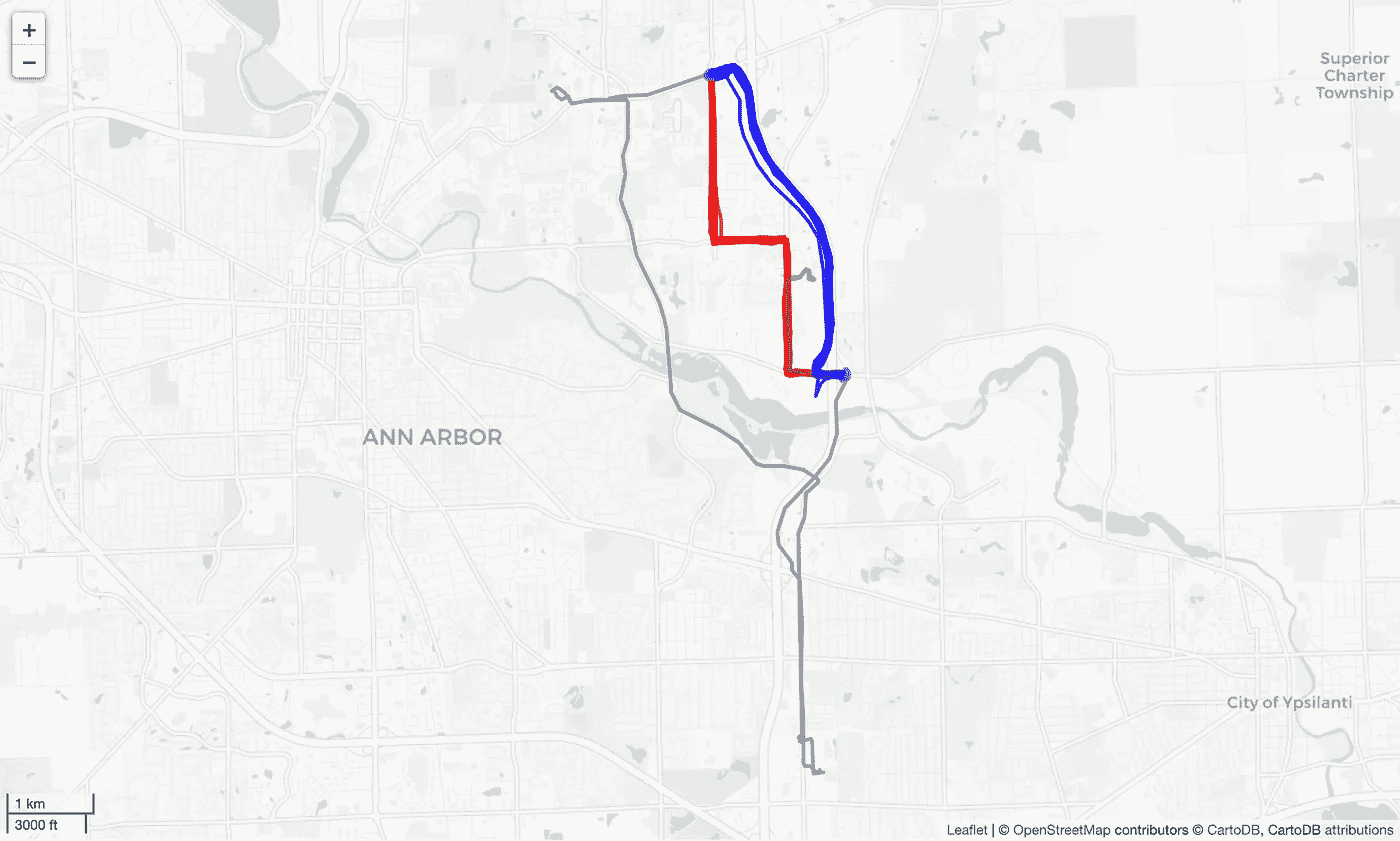 +
−
Superior
Charter
Township
ANN ARBOR
City of Ypsilanti
1 km
3000 ft
Leaflet | © OpenStreetMap contributors © CartoDB, CartoDB attributions